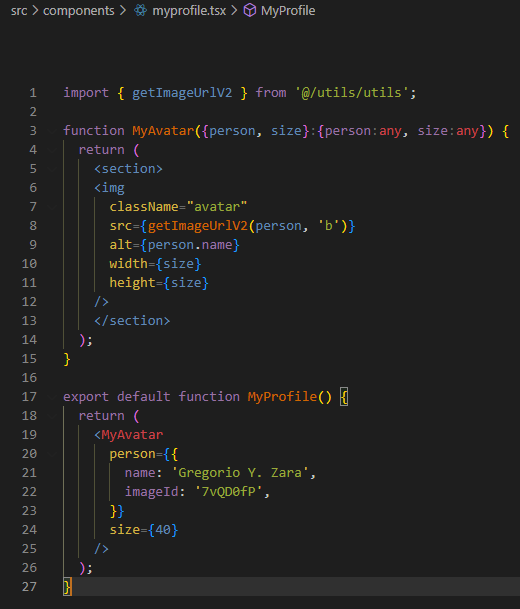 src > components > myprofile.tsx > MyProfile
1 import { getImageUrlV2 } from '@/utils/utils';
2
3 function MyAvatar({person, size}:{person:any, size:any}) {
4   return (
5     <section>
6     <img
7       className="avatar"
8       src={getImageUrlV2(person, 'b')}
9       alt={person.name}
10       width={size}
11       height={size}
12     />
13     </section>
14   );
15 }
16
17 export default function MyProfile() {
18   return (
19     <MyAvatar
20       person={{
21         name: 'Gregorio Y. Zara',
22         imageId: '7vQD0fP',
23       }}
24       size={40}
25     />
26   );
27 }